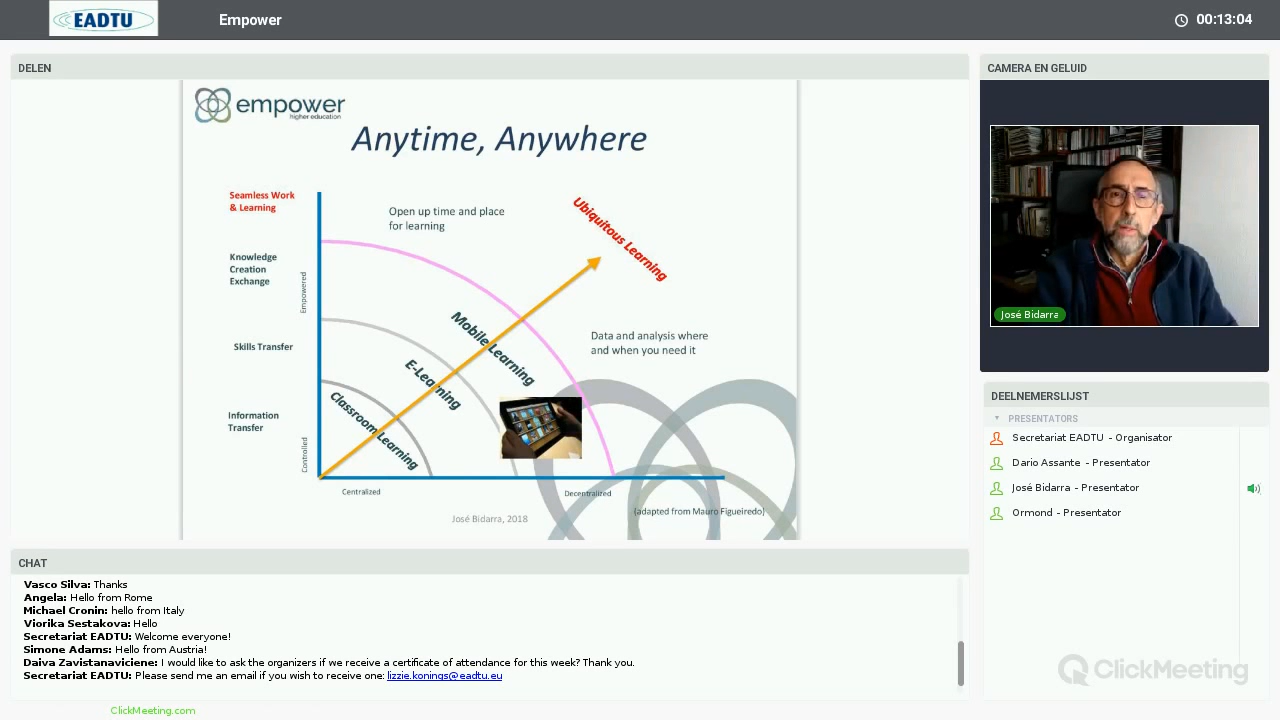 EADTU
Empower
00:13:04
DELEN
empower
higher education
Anytime, Anywhere
Seamless Work
& Learning
Open up time and place
for learning
Ubiquitous Learning
Knowledge
Creation
Exchange
Empowered
Mobile Learning
Data and analysis where
and when you need it
Skills Transfer
E-Learning
Classroom Learning
Information
Transfer
Controlled
Centralized
Decentralized
(adapted from Mauro Figueiredo)
José Bidarra, 2018
CAMERA EN GELUID
José Bidarra
DEELNEMERSLIJST
PRESENTATORS
Secretariat EADTU - Organisator
Dario Assante - Presentator
José Bidarra - Presentator
Ormond - Presentator
CHAT
Vasco Silva: Thanks
Angela: Hello from Rome
Michael Cronin: hello from Italy
Viorika Sestakova: Hello
Secretariat EADTU: Welcome everyone!
Simone Adams: Hello from Austria!
Daiva Zavistanaviciene: I would like to ask the organizers if we receive a certificate of attendance for this week? Thank you.
Secretariat EADTU: Please send me an email if you wish to receive one: lizzie.konings@eadtu.eu
ClickMeeting
ClickMeeting.com